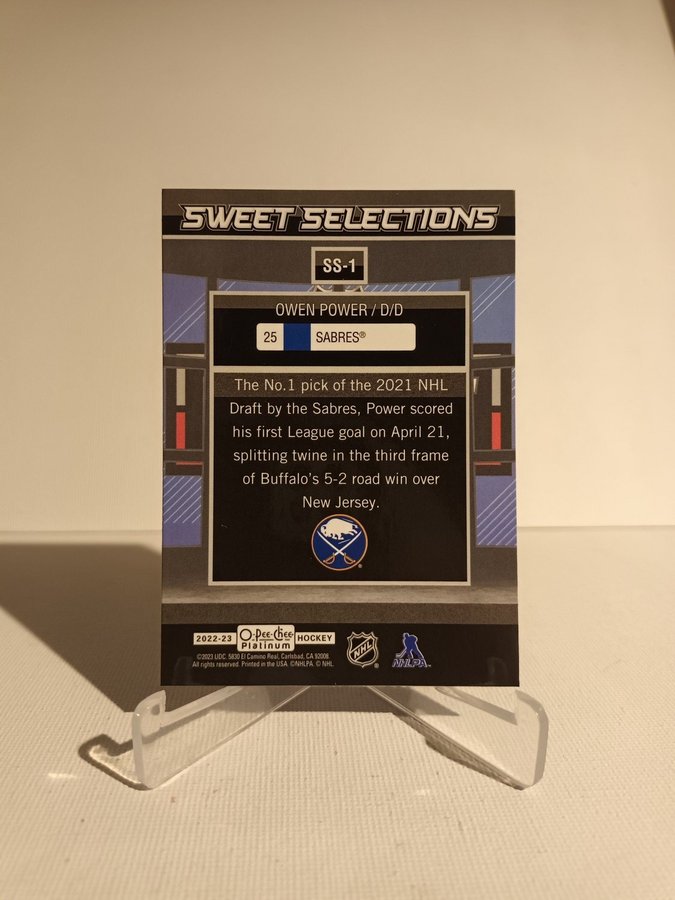 SWEET SELECTIONS
SS-1
OWEN POWER / D/D
25 SABRES®
The No.1 pick of the 2021 NHL
Draft by the Sabres, Power scored
his first League goal on April 21,
splitting twine in the third frame
of Buffalo's 5-2 road win over
New Jersey.
®
2022-23 O-Pee-Chee Platinum HOCKEY
©2023 UDC. 5830 El Camino Real, Carlsbad, CA 92008.
All rights reserved. Printed in the USA. ©NHLPA. © NHL
NHL ®
NHLPA